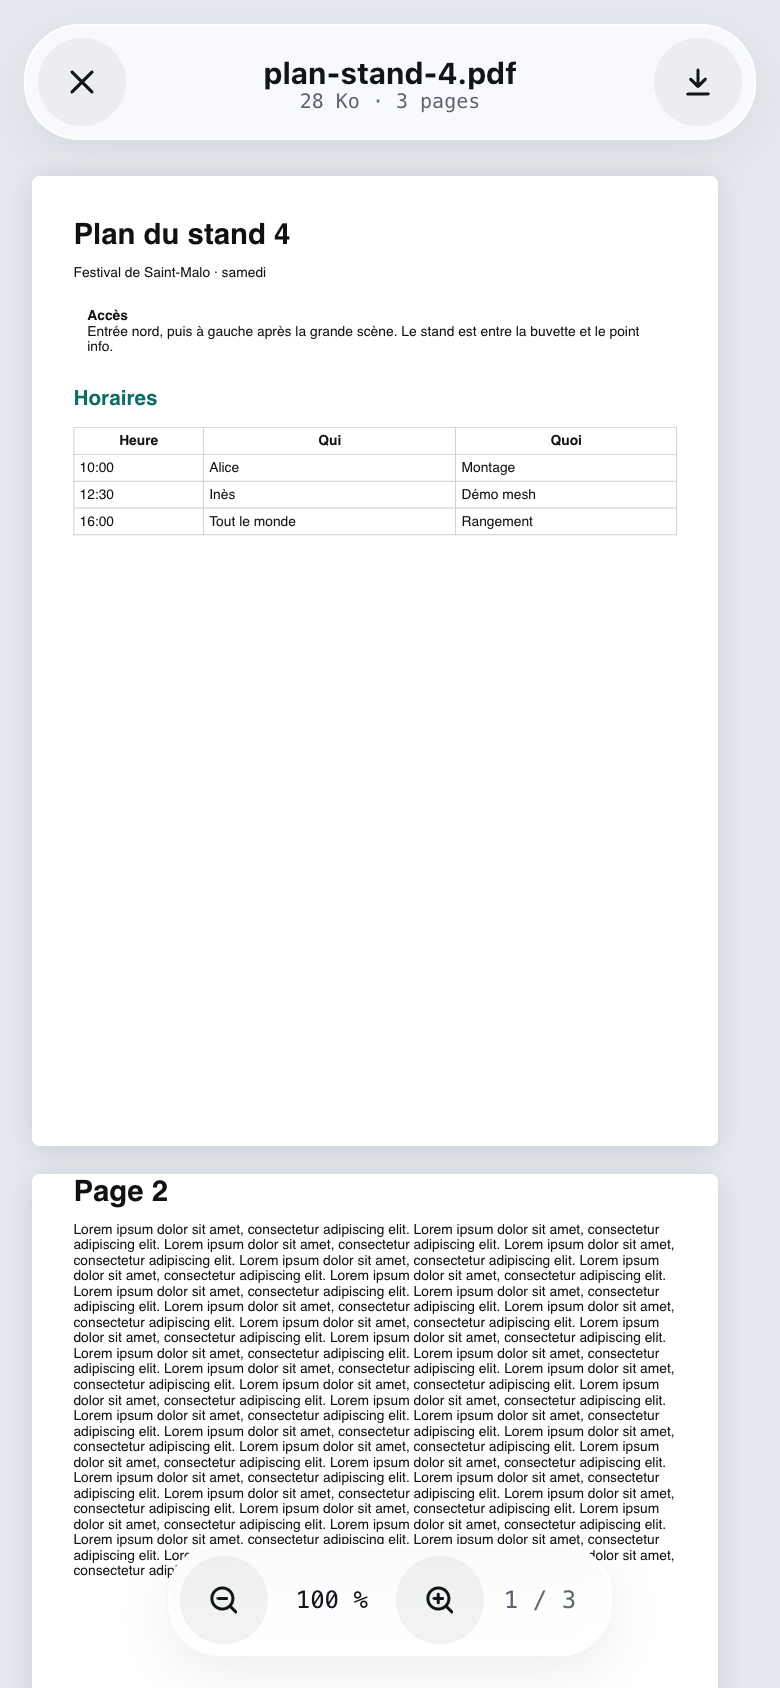 plan-stand-4.pdf
28 Ko · 3 pages
Plan du stand 4
Festival de Saint-Malo · samedi
Accès
Entrée nord, puis à gauche après la grande scène. Le stand est entre la buvette et le point
info.
Horaires
Heure Qui Quoi
10:00 Alice Montage
12:30 Inès Démo mesh
16:00 Tout le monde Rangement
Page 2
Lorem ipsum dolor sit amet, consectetur adipiscing elit. Lorem ipsum dolor sit amet, consectetur
adipiscing elit. Lorem ipsum dolor sit amet, consectetur adipiscing elit. Lorem ipsum dolor sit amet,
consectetur adipiscing elit. Lorem ipsum dolor sit amet, consectetur adipiscing elit. Lorem ipsum
dolor sit amet, consectetur adipiscing elit. Lorem ipsum dolor sit amet, consectetur adipiscing elit.
Lorem ipsum dolor sit amet, consectetur adipiscing elit. Lorem ipsum dolor sit amet, consectetur
adipiscing elit. Lorem ipsum dolor sit amet, consectetur adipiscing elit. Lorem ipsum dolor sit amet,
consectetur adipiscing elit. Lorem ipsum dolor sit amet, consectetur adipiscing elit. Lorem ipsum
dolor sit amet, consectetur adipiscing elit. Lorem ipsum dolor sit amet, consectetur adipiscing elit.
Lorem ipsum dolor sit amet, consectetur adipiscing elit. Lorem ipsum dolor sit amet, consectetur
adipiscing elit. Lorem ipsum dolor sit amet, consectetur adipiscing elit. Lorem ipsum dolor sit amet,
consectetur adipiscing elit. Lorem ipsum dolor sit amet, consectetur adipiscing elit. Lorem ipsum
dolor sit amet, consectetur adipiscing elit. Lorem ipsum dolor sit amet, consectetur adipiscing elit.
Lorem ipsum dolor sit amet, consectetur adipiscing elit. Lorem ipsum dolor sit amet, consectetur
adipiscing elit. Lorem ipsum dolor sit amet, consectetur adipiscing elit. Lorem ipsum dolor sit amet,
consectetur adipiscing elit. Lorem ipsum dolor sit amet, consectetur adipiscing elit. Lorem ipsum
dolor sit amet, consectetur adipiscing elit. Lorem ipsum dolor sit amet, consectetur adipiscing elit.
Lorem ipsum dolor sit amet, consectetur adipiscing elit. Lorem ipsum dolor sit amet, consectetur
adipiscing elit. Lorem ipsum dolor sit amet, consectetur adipiscing elit. Lorem ipsum dolor sit amet,
consectetur adipiscing elit. Lorem ipsum dolor sit amet, consectetur adipiscing elit. Lorem ipsum
dolor sit amet, consectetur adipiscing elit. Lorem ipsum dolor sit amet, consectetur adipiscing elit.
Lorem ipsum dolor sit amet, consectetur adipiscing elit. Lorem ipsum dolor sit amet, consectetur
adipiscing elit. dolor sit amet,
consectetur
100 % 1 / 3